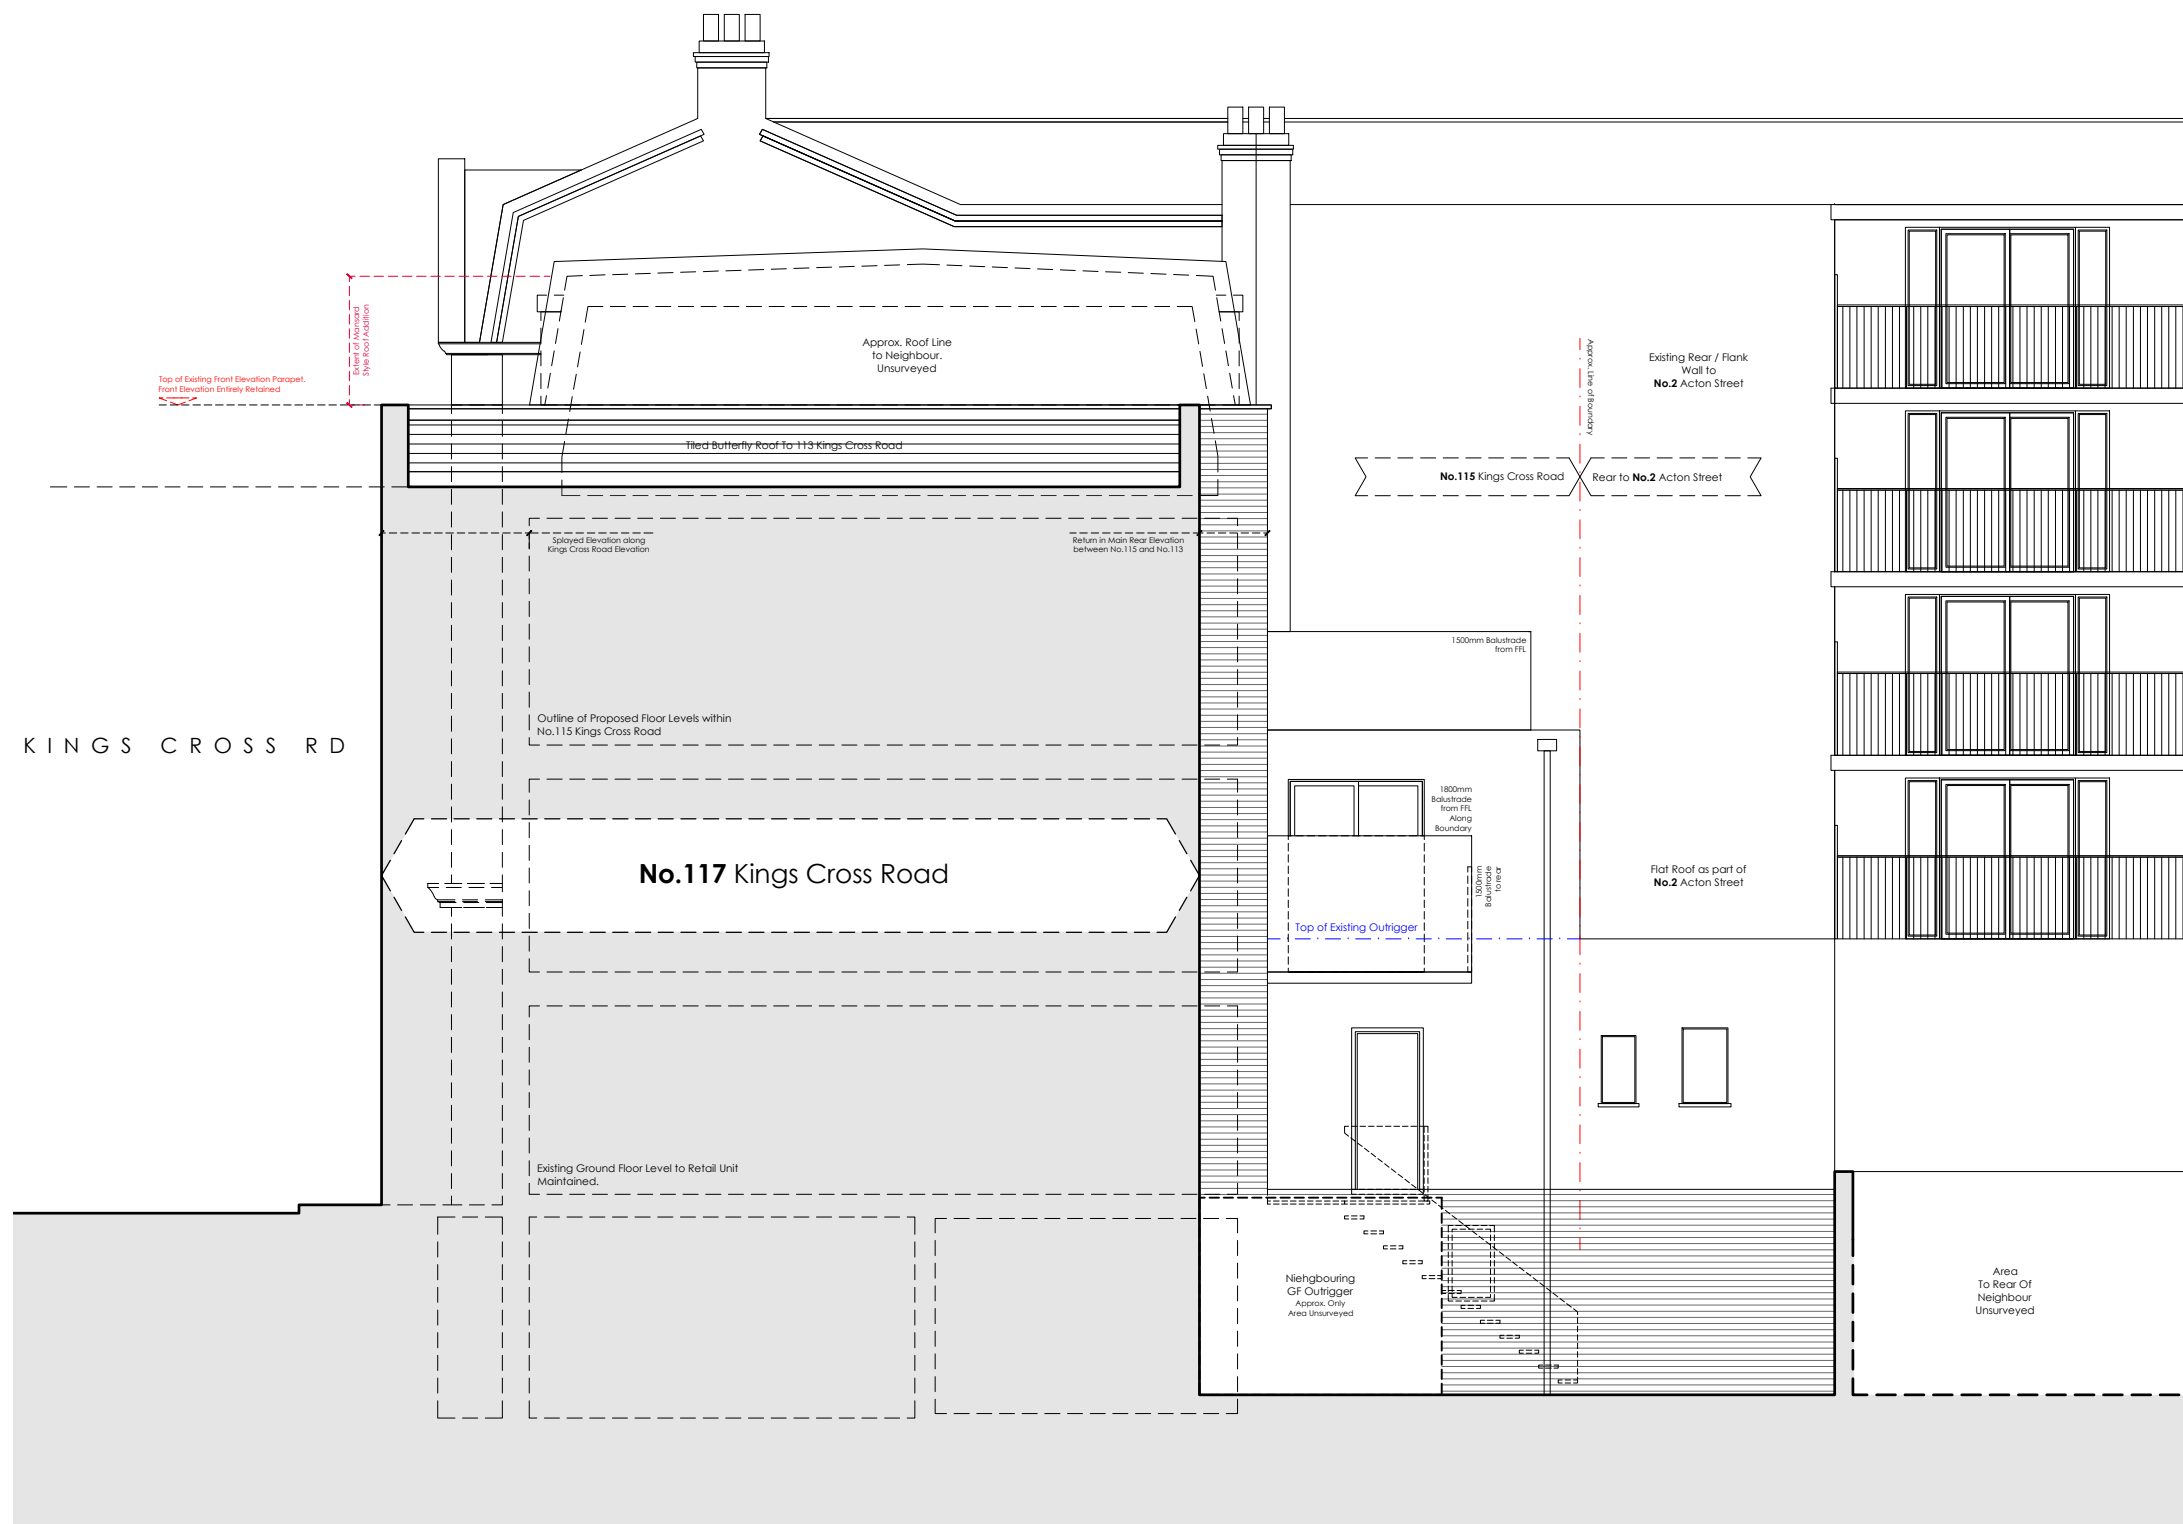 Approx. Roof Line
to Neighbour.
Unsurveyed
Extent of Mansard
Style Roof Addition
Top of Existing Front Elevation Parapet.
Front Elevation Entirely Retained
Tiled Butterfly Roof To 113 Kings Cross Road
Approx. Line of Boundary
Existing Rear / Flank
Wall to
No.2 Acton Street
No.115 Kings Cross Road
Rear to No.2 Acton Street
Splayed Elevation along
Kings Cross Road Elevation
Return in Main Rear Elevation
between No.115 and No.113
1500mm Balustrade
from FFL
Outline of Proposed Floor Levels within
No.115 Kings Cross Road
KINGS CROSS RD
1800mm
Balustrade
from FFL
Along
Boundary
No.117 Kings Cross Road
1500mm
Balustrade
to rear
Flat Roof as part of
No.2 Acton Street
Top of Existing Outrigger
Existing Ground Floor Level to Retail Unit
Maintained.
Niehgbouring
GF Outrigger
Approx. Only
Area Unsurveyed
Area
To Rear Of
Neighbour
Unsurveyed